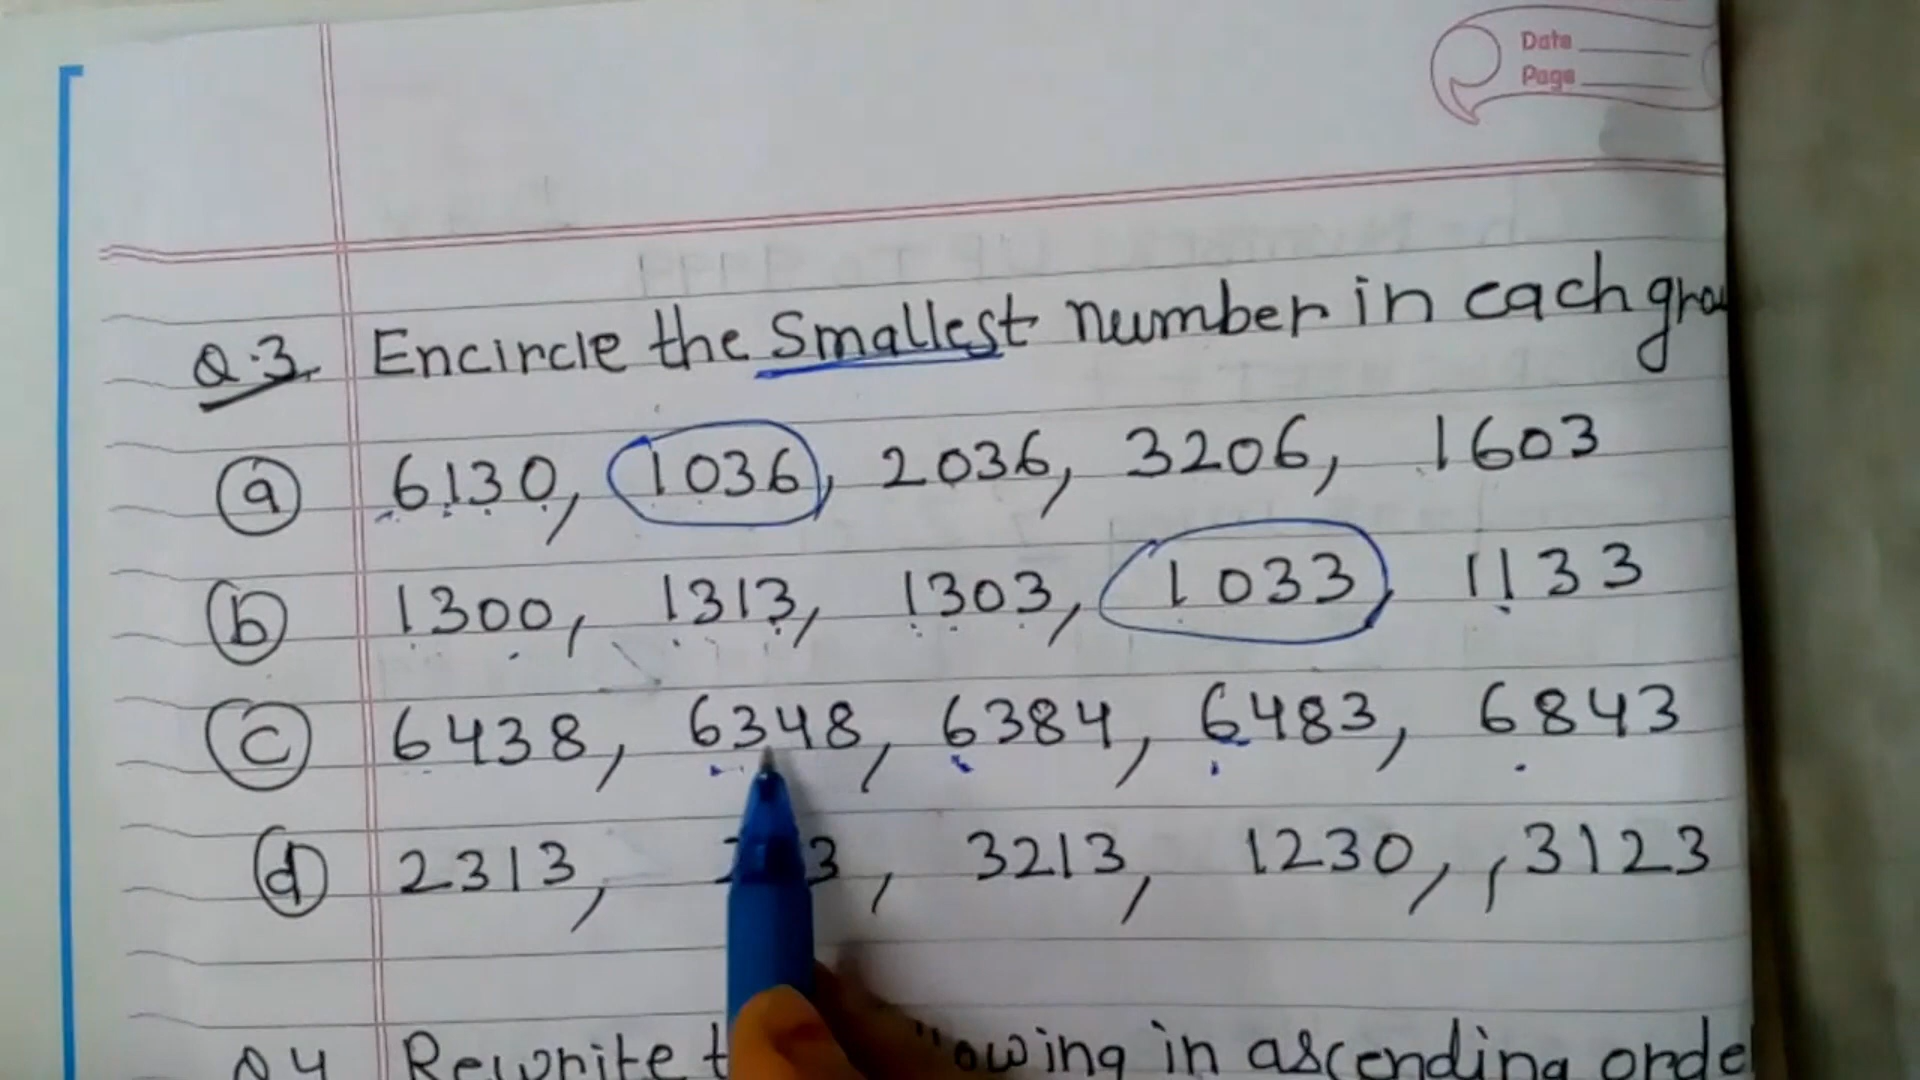 Date
Page
Q.3. Encircle the Smallest number in each
a 6130, 1036, 2036, 3206, 1603
b 1300, 1313, 1303, 1033, 1133
c 6438, 6348, 6384, 6483, 6843
d 2313, 3, 3213, 1230, , 3123
Q4 Rewrite owing in ascending orde